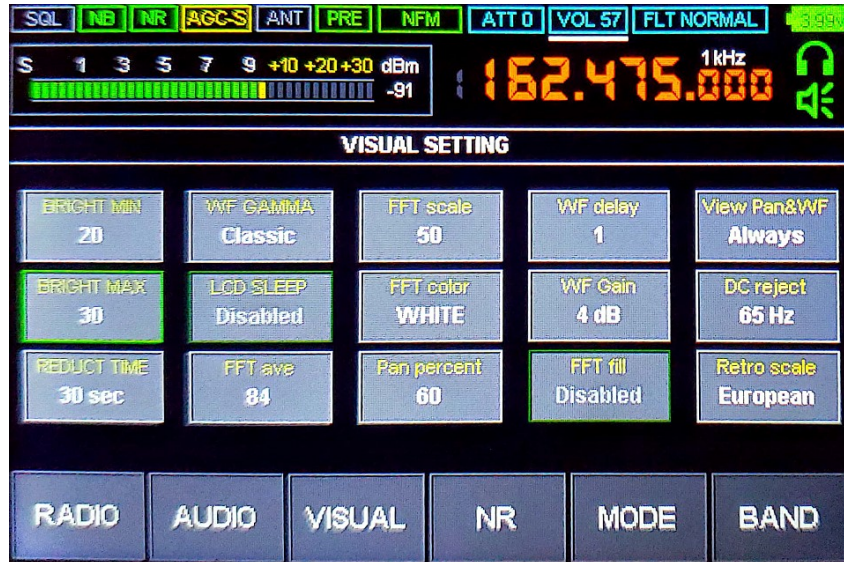 SQL NB NR AGC-S ANT PRE NFM ATT 0 VOL 57 FLT NORMAL 3.99V
S 1 3 5 7 9 +10 +20 +30 dBm
-91
162.475.000
1kHz
VISUAL SETTING
BRIGHT MIN WF GAMMA FFT scale WF delay View Pan&WF
20 Classic 50 1 Always
BRIGHT MAX LCD SLEEP FFT color WF Gain DC reject
30 Disabled WHITE 4 dB 65 Hz
REDUCT TIME FFT ave Pan percent FFT fill Retro scale
30 sec 84 60 Disabled European
RADIO AUDIO VISUAL NR MODE BAND